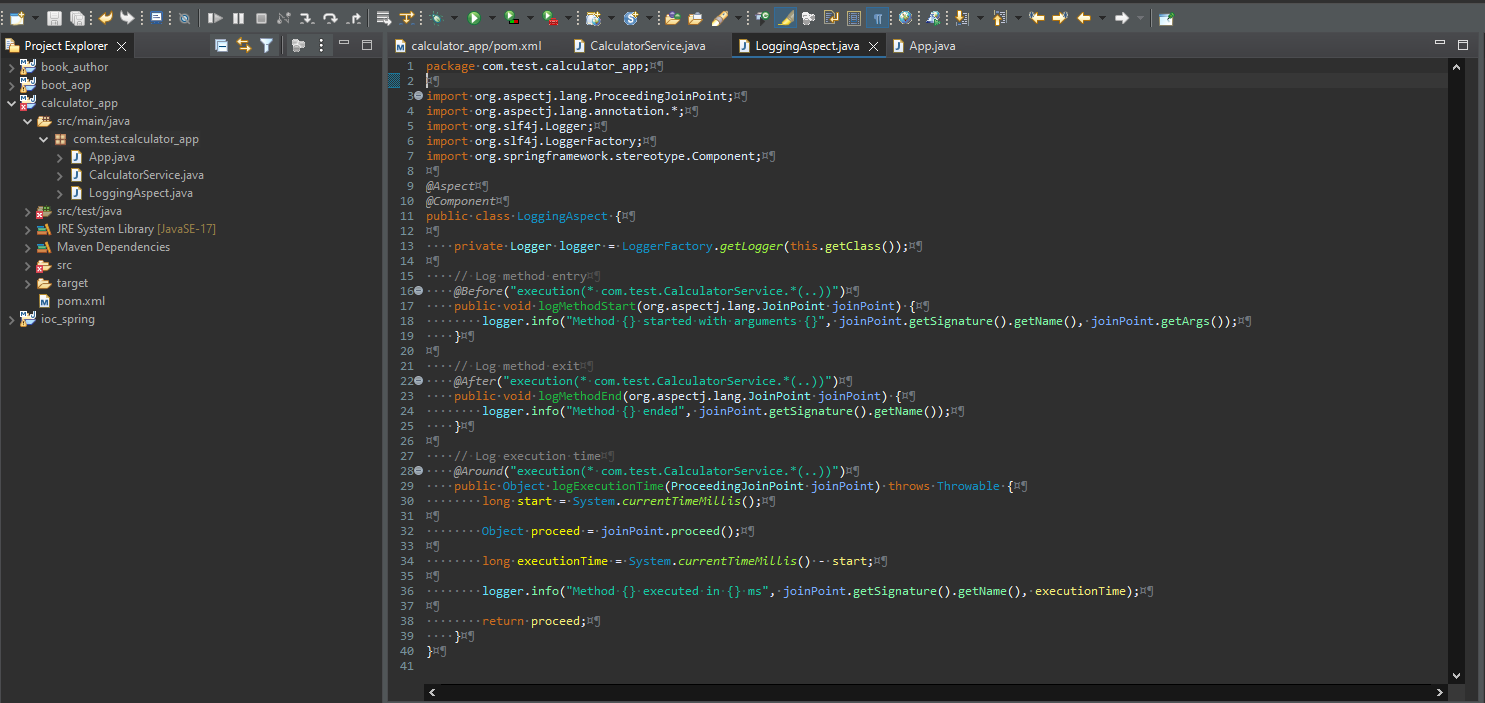 Project Explorer
book_author
boot_aop
calculator_app
src/main/java
com.test.calculator_app
App.java
CalculatorService.java
LoggingAspect.java
src/test/java
JRE System Library [JavaSE-17]
Maven Dependencies
src
target
pom.xml
ioc_spring
calculator_app/pom.xml CalculatorService.java LoggingAspect.java App.java
1 package·com.test.calculator_app;¤¶
2 ¤¶
3 import·org.aspectj.lang.ProceedingJoinPoint;¤¶
4 import·org.aspectj.lang.annotation.*;¤¶
5 import·org.slf4j.Logger;¤¶
6 import·org.slf4j.LoggerFactory;¤¶
7 import·org.springframework.stereotype.Component;¤¶
8 ¤¶
9 @Aspect¤¶
10 @Component¤¶
11 public·class·LoggingAspect·{¤¶
12 ¤¶
13 ····private·Logger·logger·=·LoggerFactory.getLogger(this.getClass());¤¶
14 ¤¶
15 ····//·Log·method·entry¤¶
16 ····@Before("execution(*·com.test.CalculatorService.*(..))")¤¶
17 ····public·void·logMethodStart(org.aspectj.lang.JoinPoint·joinPoint)·{¤¶
18 ········logger.info("Method·{}·started·with·arguments·{}",·joinPoint.getSignature().getName(),·joinPoint.getArgs());¤¶
19 ····}¤¶
20 ¤¶
21 ····//·Log·method·exit¤¶
22 ····@After("execution(*·com.test.CalculatorService.*(..))")¤¶
23 ····public·void·logMethodEnd(org.aspectj.lang.JoinPoint·joinPoint)·{¤¶
24 ········logger.info("Method·{}·ended",·joinPoint.getSignature().getName());¤¶
25 ····}¤¶
26 ¤¶
27 ····//·Log·execution·time¤¶
28 ····@Around("execution(*·com.test.CalculatorService.*(..))")¤¶
29 ····public·Object·logExecutionTime(ProceedingJoinPoint·joinPoint)·throws·Throwable·{¤¶
30 ········long·start·=·System.currentTimeMillis();¤¶
31 ¤¶
32 ········Object·proceed·=·joinPoint.proceed();¤¶
33 ¤¶
34 ········long·executionTime·=·System.currentTimeMillis()·-·start;¤¶
35 ¤¶
36 ········logger.info("Method·{}·executed·in·{}·ms",·joinPoint.getSignature().getName(),·executionTime);¤¶
37 ¤¶
38 ········return·proceed;¤¶
39 ····}¤¶
40 }¤¶
41